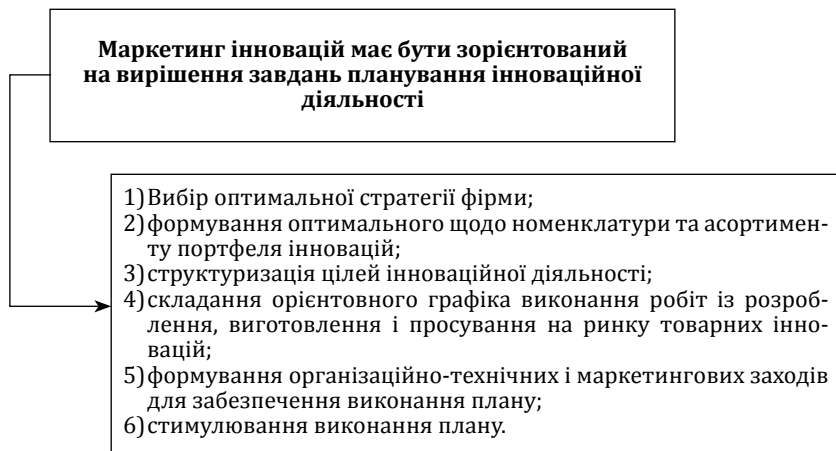 Маркетинг інновацій має бути зорієнтований
на вирішення завдань планування інноваційної
діяльності
1)Вибір оптимальної стратегії фірми;
2)формування оптимального щодо номенклатури та асортимен-
ту портфеля інновацій;
3)структуризація цілей інноваційної діяльності;
4)складання орієнтовного графіка виконання робіт із розроб-
лення, виготовлення і просування на ринку товарних інно-
вацій;
5)формування організаційно-технічних і маркетингових заходів
для забезпечення виконання плану;
6)стимулювання виконання плану.